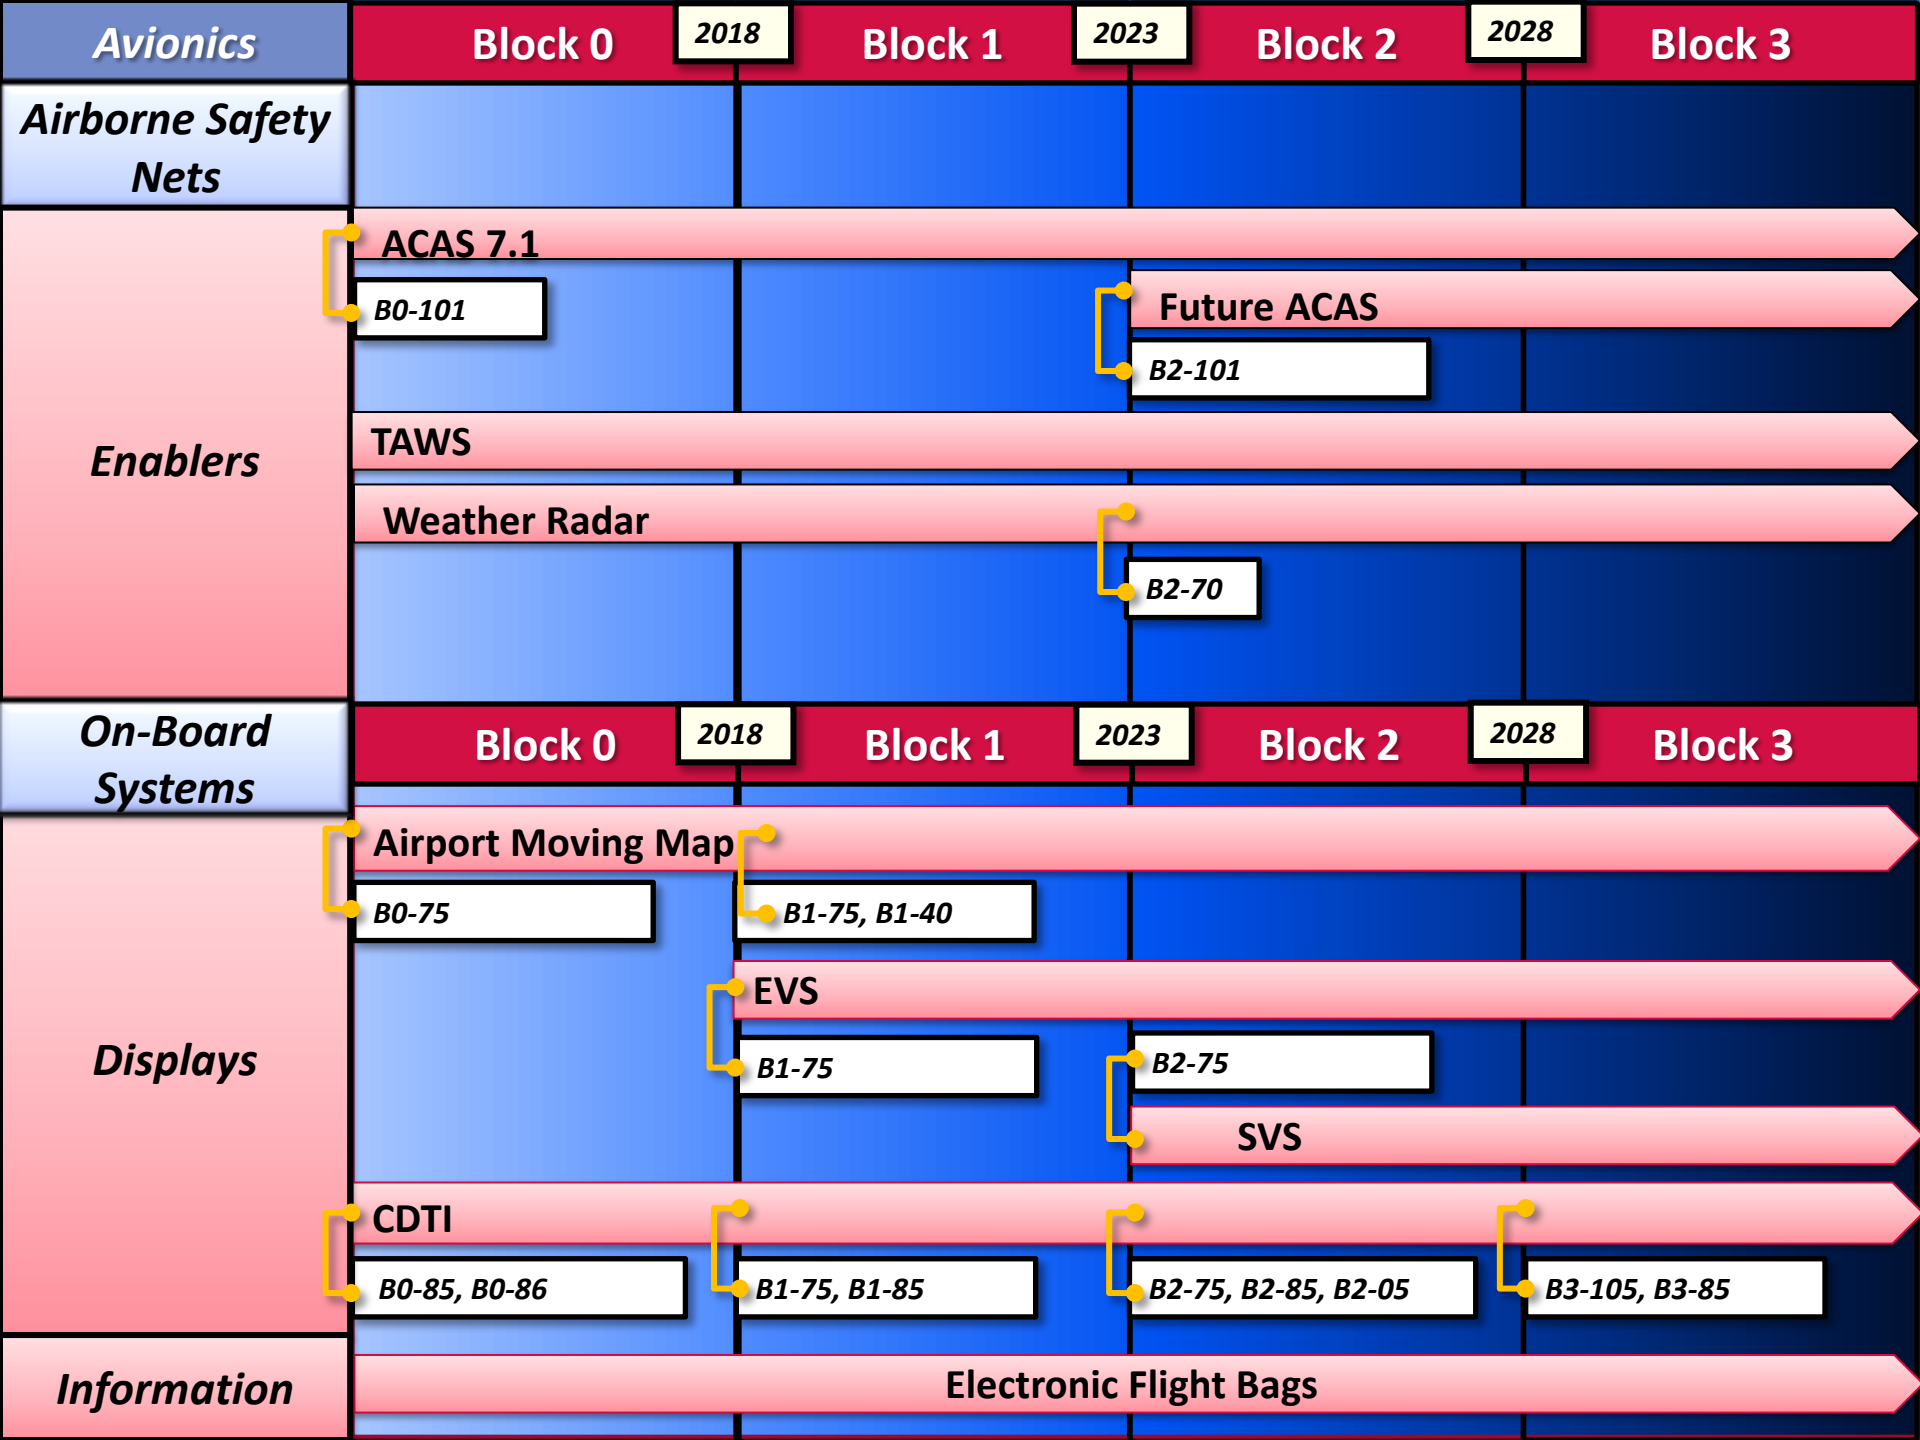 Avionics
Block 0
2018
Block 1
2023
Block 2
2028
Block 3
Airborne Safety
Nets
Enablers
ACAS 7.1
B0-101
Future ACAS
B2-101
TAWS
Weather Radar
B2-70
On-Board
Systems
Block 0
2018
Block 1
2023
Block 2
2028
Block 3
Displays
Airport Moving Map
B0-75
B1-75, B1-40
EVS
B1-75
B2-75
SVS
CDTI
B0-85, B0-86
B1-75, B1-85
B2-75, B2-85, B2-05
B3-105, B3-85
Information
Electronic Flight Bags